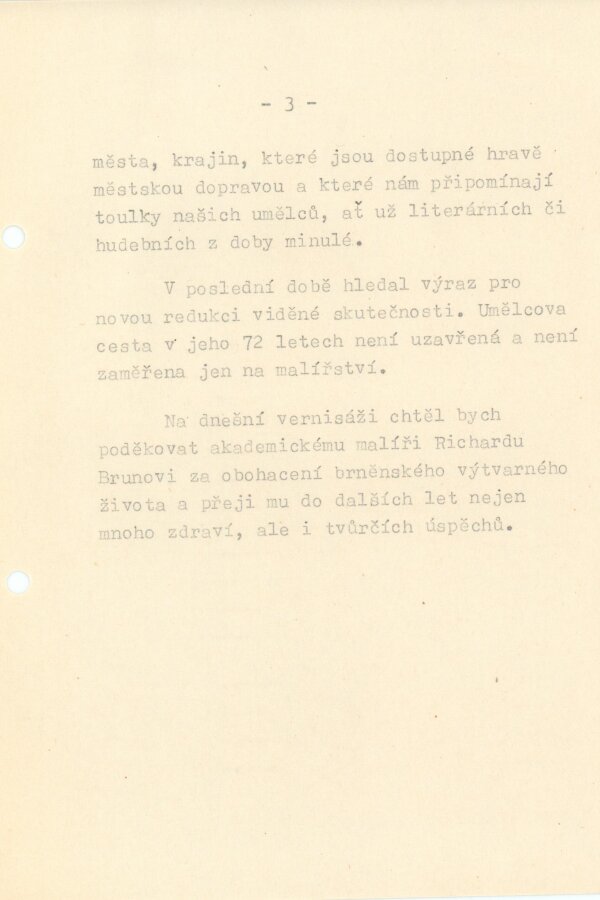 - 3 -
města, krajin, které jsou dostupné hravě
městskou dopravou a které nám připomínají
toulky našich umělců, ať už literárních či
hudebních z doby minulé.
V poslední době hledal výraz pro
novou redukci viděné skutečnosti. Umělcova
cesta v jeho 72 letech není uzavřená a není
zaměřena jen na malířství.
Na dnešní vernisáži chtěl bych
poděkovat akademickému malíři Richardu
Brunovi za obohacení brněnského výtvarného
života a přeji mu do dalších let nejen
mnoho zdraví, ale i tvůrčích úspěchů.